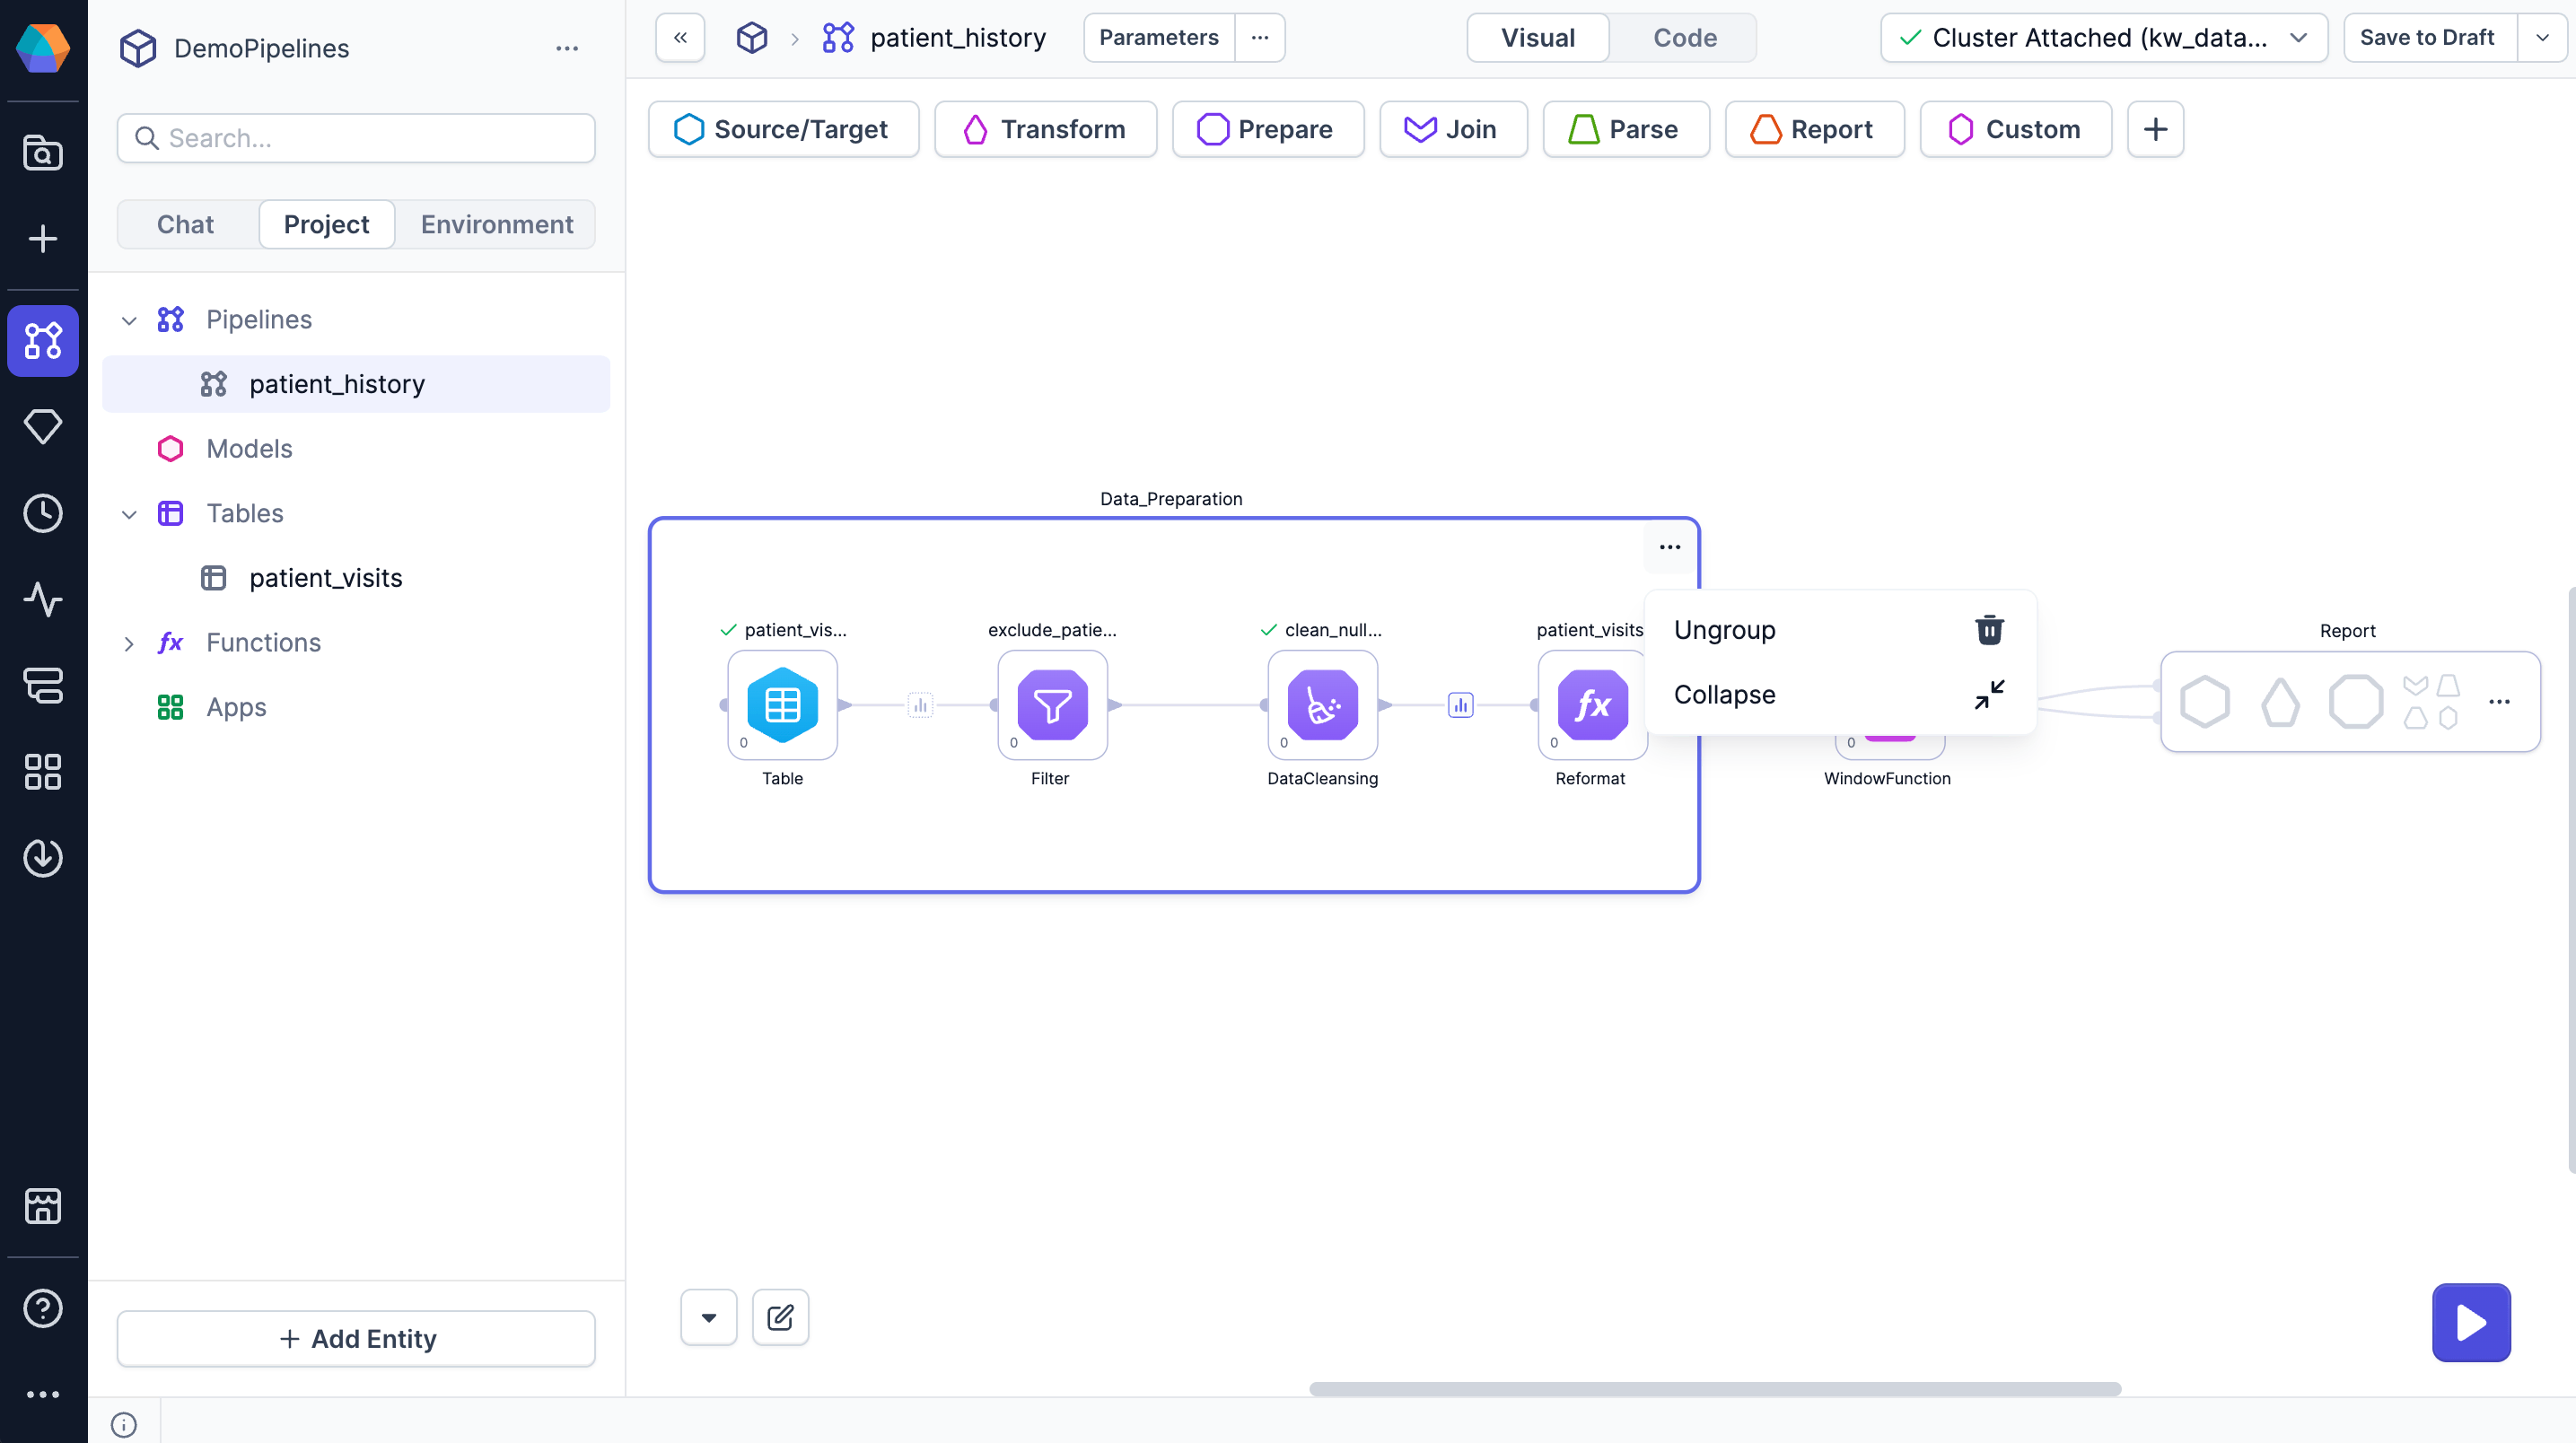 DemoPipelines
Search...
Chat
Project
Environment
Pipelines
patient_history
Models
Tables
patient_visits
fx Functions
Apps
+ Add Entity
patient_history
Parameters
Visual
Code
Cluster Attached (kw_data...
Save to Draft
Source/Target
Transform
Prepare
Join
Parse
Report
Custom
Data_Preparation
patient_vis...
exclude_patie...
clean_null...
patient_visits
fx
0
0
0
0
Table
Filter
DataCleansing
Reformat
Ungroup
Collapse
0
WindowFunction
Report